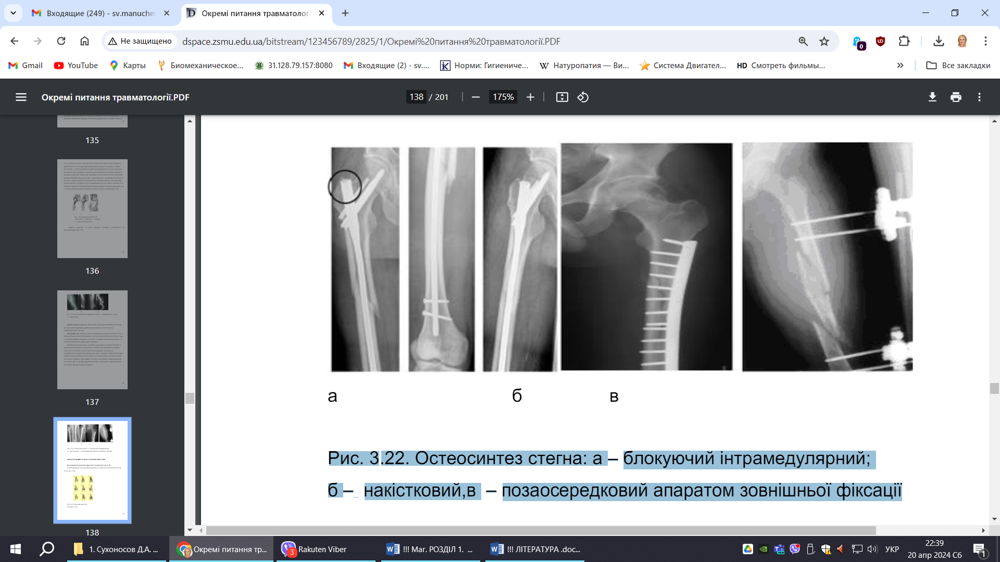 Входящие (249) - sv.manucher
Окремі питання травматолог
Не защищено
dspace.zsmu.edu.ua/bitstream/123456789/2825/1/Окремі%20питання%20травматології.PDF
0
Gmail
YouTube
Карты
Биомеханическое...
31.128.79.157:8080
Входящие (2) - sv....
Норми: Гигиениче...
Натуропатия — Ви...
Система Двигател...
HD Смотреть фильмы...
Все закладки
Окремі питання травматології.PDF
138 / 201
175%
135
136
137
138
а б в
Рис. 3.22. Остеосинтез стегна: а – блокуючий інтрамедулярний;
б – накістковий,в – позаосередковий апаратом зовнішньої фіксації
1. Сухоносов Д.А. ...
Окремі питання тр...
3
Rakuten Viber
!!! Маг. РОЗДІЛ 1. ...
!!! ЛІТЕРАТУРА .doc...
УКР
22:39
20 апр 2024 Сб
1